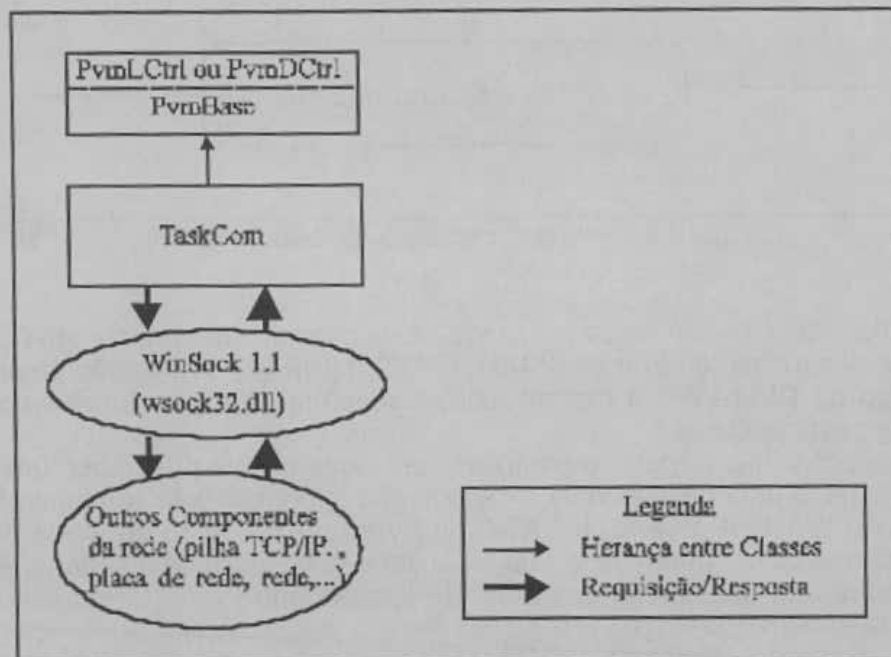 PvmLCtrl ou PvmDCtrl
PvmBase
TaskCom
WinSock 1.1
(wsock32.dll)
Outros Componentes
da rede (pilha TCP/IP.,
placa de rede, rede,...)
Legenda
Herança entre Classes
Requisição/Resposta